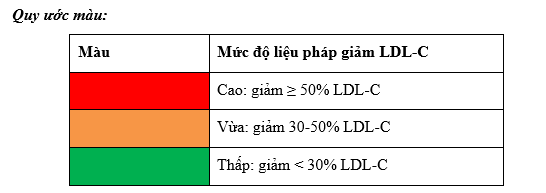 Quy ước màu:
Màu Mức độ liệu pháp giảm LDL-C
Cao: giảm ≥ 50% LDL-C
Vừa: giảm 30-50% LDL-C
Thấp: giảm < 30% LDL-C